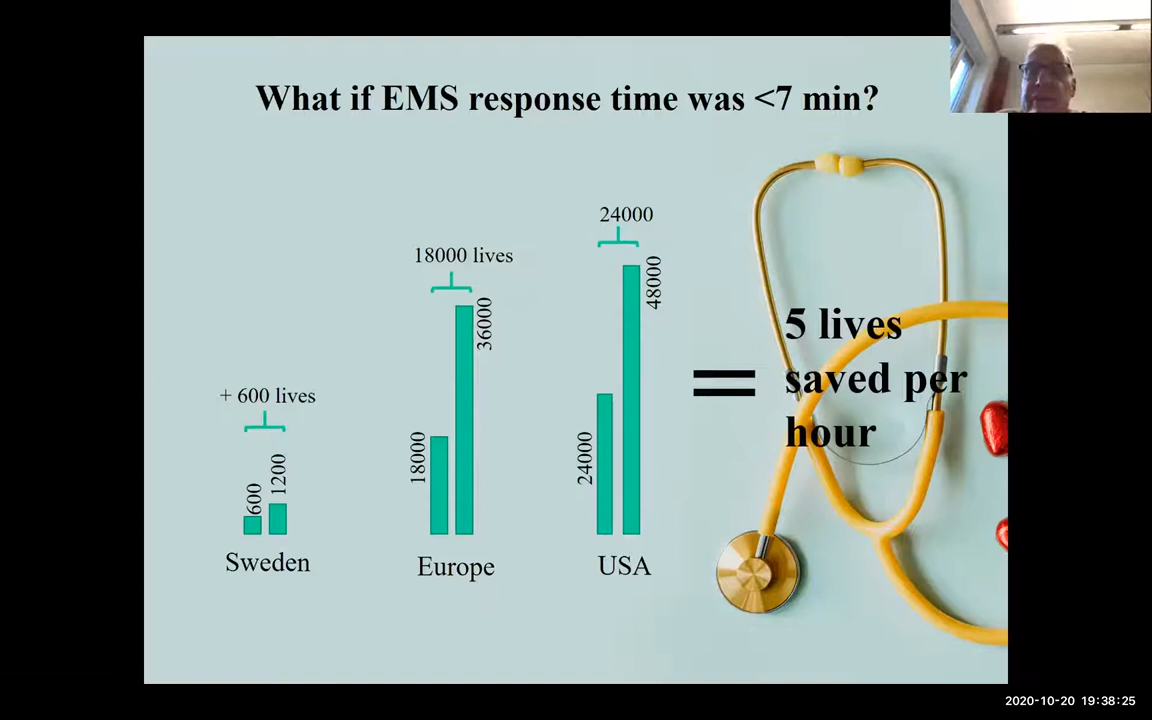 What if EMS response time was <7 min?
24000
18000 lives
48000
36000
+ 600 lives
5 lives
saved per
hour
18000
24000
600
1200
Sweden
Europe
USA
2020-10-20 19:38:25